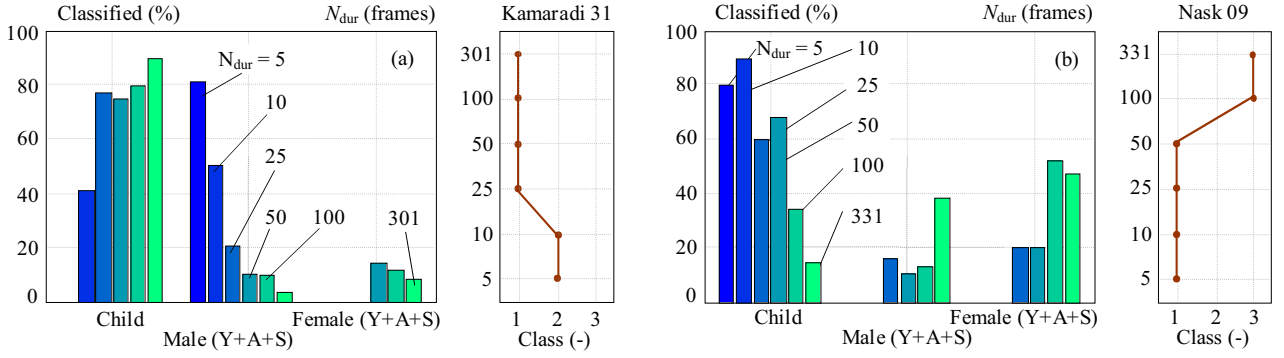 Classified (%)
N_dur (frames)
Kamaradi 31
100
80
60
40
20
0
(a)
N_dur = 5
10
25
50
100
301
Child
Male (Y+A+S)
Female (Y+A+S)
301
100
50
25
10
5
1 2 3
Class (-)
Classified (%)
N_dur (frames)
Nask 09
100
80
60
40
20
0
(b)
N_dur = 5
10
25
50
100
331
Child
Male (Y+A+S)
Female (Y+A+S)
331
100
50
25
10
5
1 2 3
Class (-)